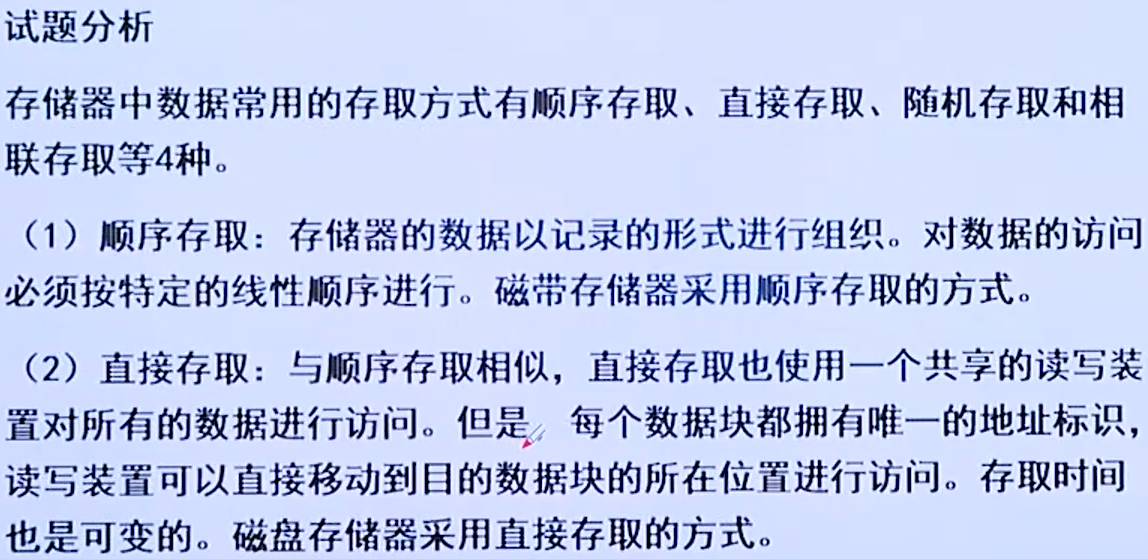 试题分析
存储器中数据常用的存取方式有顺序存取、直接存取、随机存取和相
联存取等4种。
（1）顺序存取：存储器的数据以记录的形式进行组织。对数据的访问
必须按特定的线性顺序进行。磁带存储器采用顺序存取的方式。
（2）直接存取：与顺序存取相似，直接存取也使用一个共享的读写装
置对所有的数据进行访问。但是，每个数据块都拥有唯一的地址标识，
读写装置可以直接移动到目的数据块的所在位置进行访问。存取时间
也是可变的。磁盘存储器采用直接存取的方式。